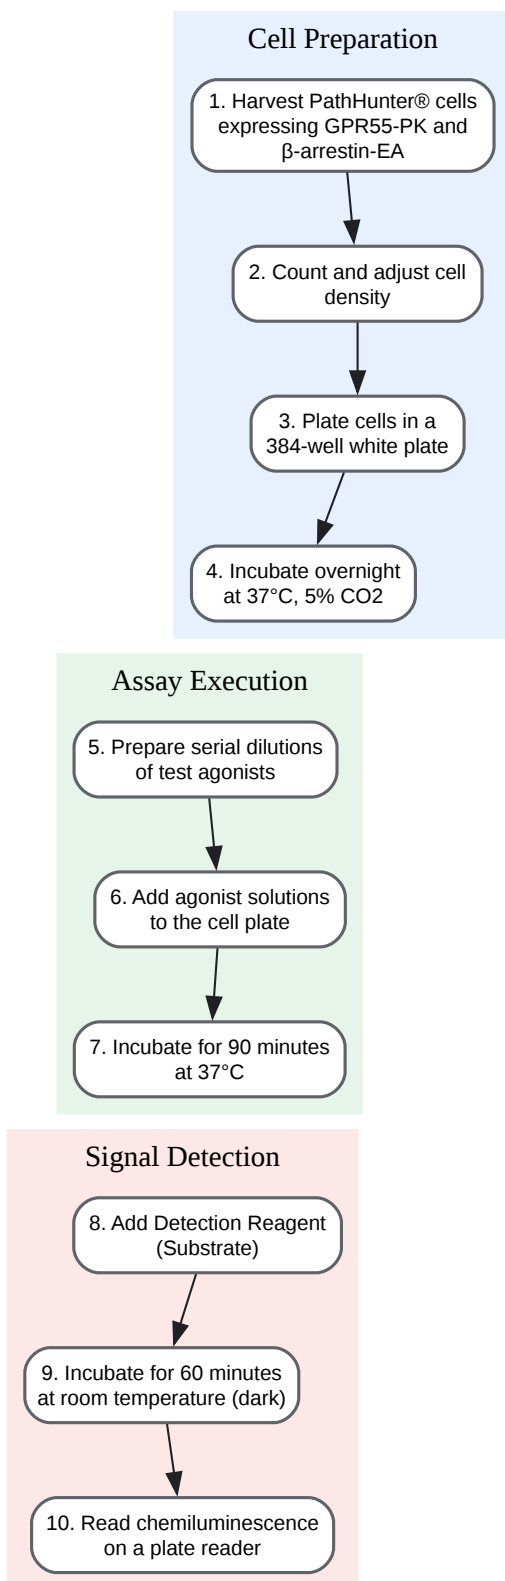 Cell Preparation
1. Harvest PathHunter® cells
expressing GPR55-PK and
β-arrestin-EA
2. Count and adjust cell
density
3. Plate cells in a
384-well white plate
4. Incubate overnight
at 37°C, 5% CO2
Assay Execution
5. Prepare serial dilutions
of test agonists
6. Add agonist solutions
to the cell plate
7. Incubate for 90 minutes
at 37°C
Signal Detection
8. Add Detection Reagent
(Substrate)
9. Incubate for 60 minutes
at room temperature (dark)
10. Read chemiluminescence
on a plate reader